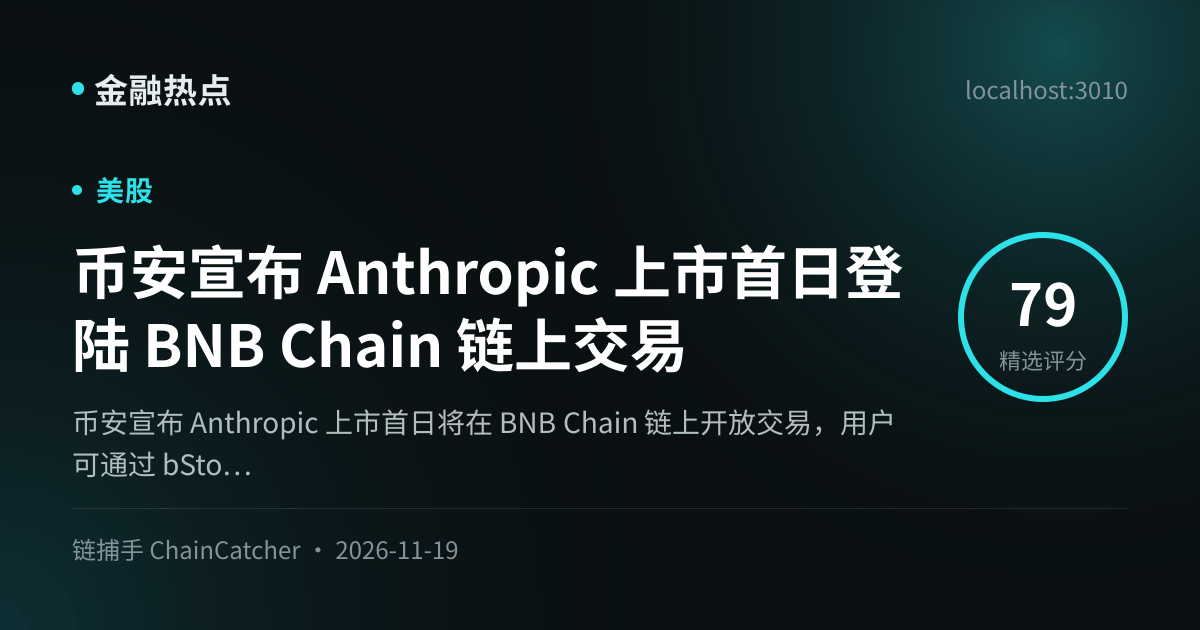 金融热点
localhost:3010
美股
币安宣布 Anthropic 上市首日登
陆 BNB Chain 链上交易
79
精选评分
币安宣布 Anthropic 上市首日将在 BNB Chain 链上开放交易，用户
可通过 bSto…
链捕手 ChainCatcher · 2026-11-19